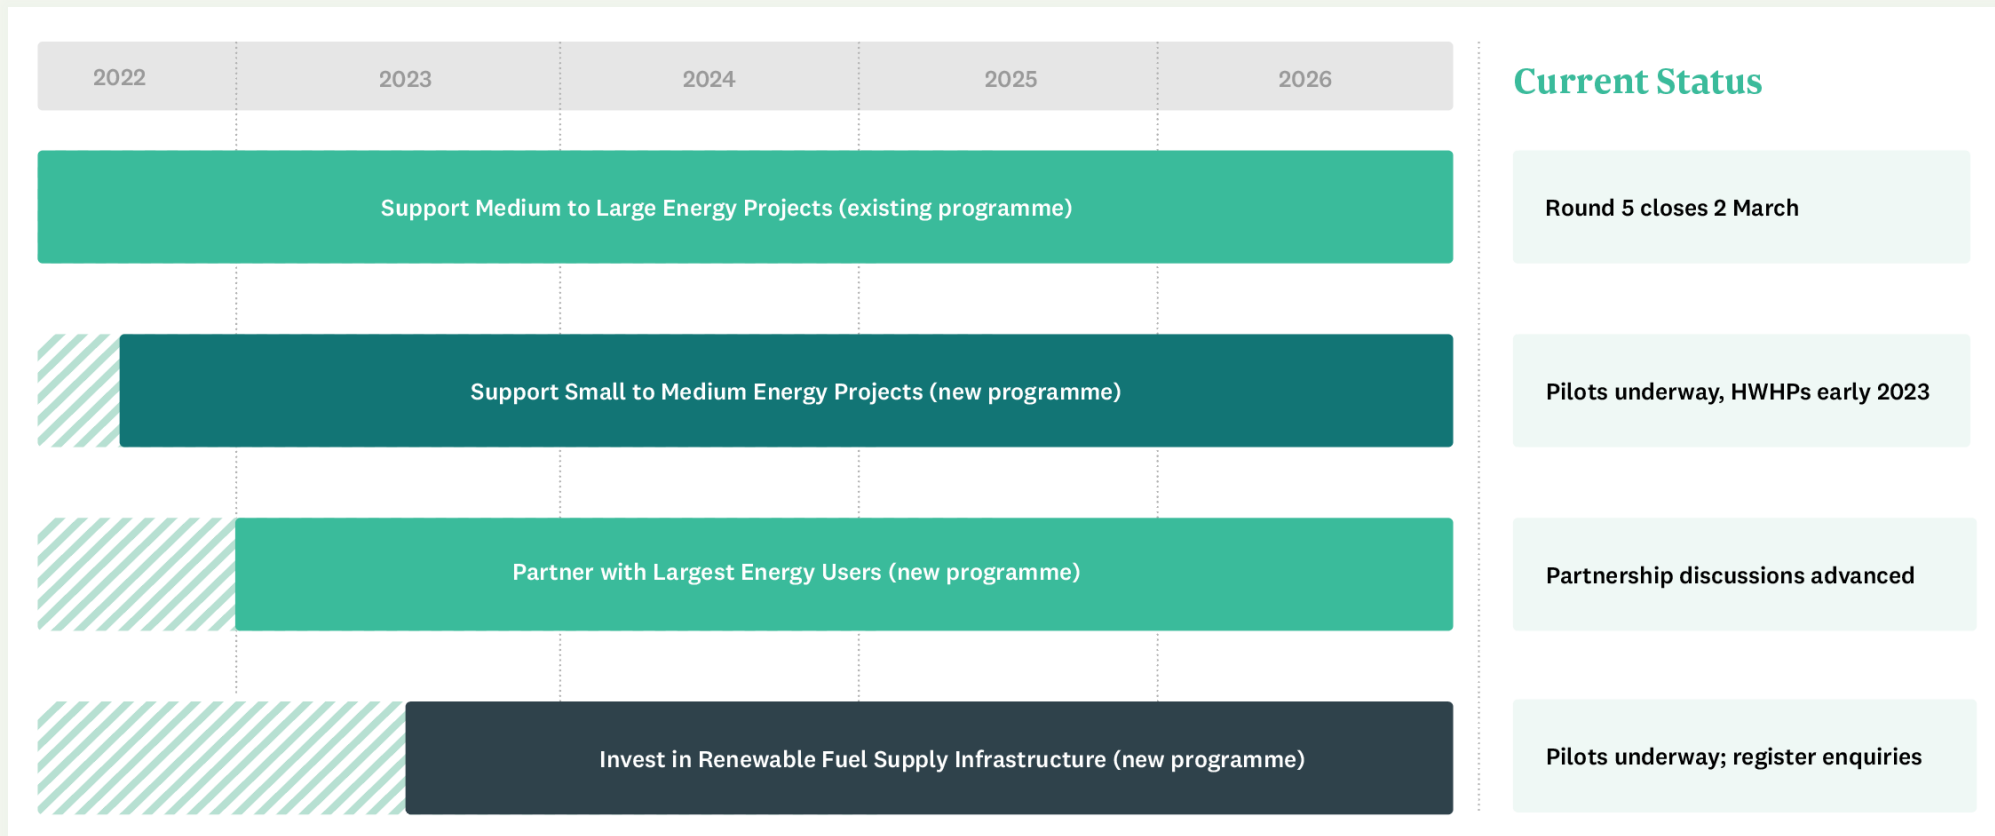 2022
2023
2024
2025
2026
Current Status
Support Medium to Large Energy Projects (existing programme)
Round 5 closes 2 March
Support Small to Medium Energy Projects (new programme)
Pilots underway, HWHPs early 2023
Partner with Largest Energy Users (new programme)
Partnership discussions advanced
Invest in Renewable Fuel Supply Infrastructure (new programme)
Pilots underway; register enquiries